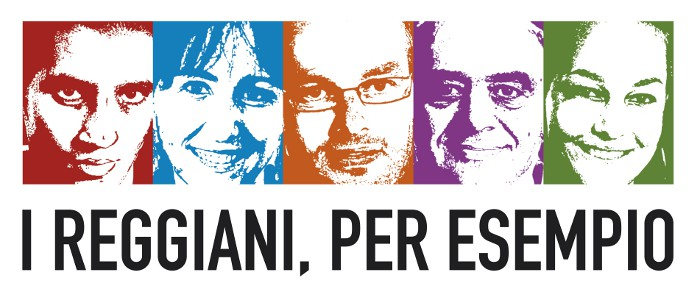 I REGGIANI, PER ESEMPIO